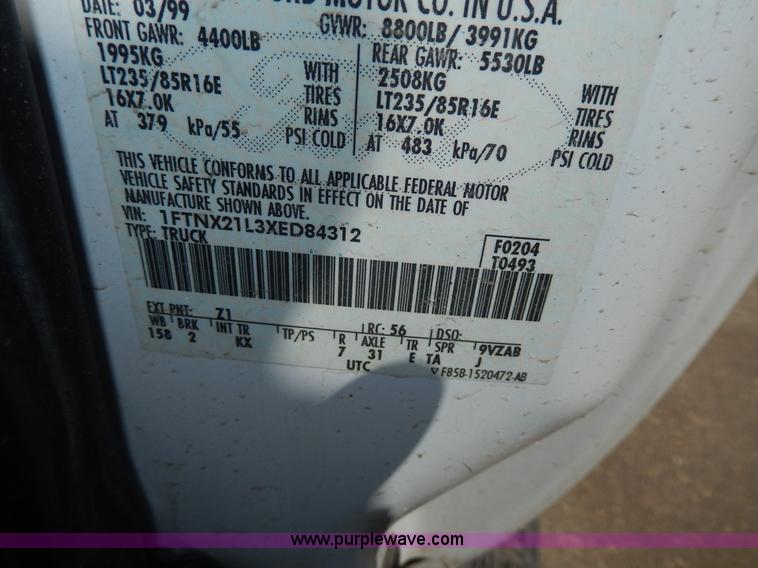 DATE: 03/99 FORD MOTOR CO. IN U.S.A.
FRONT GAWR: 4400LB GVWR: 8800LB/ 3991KG
1995KG REAR GAWR: 5530LB
LT235/85R16E WITH 2508KG WITH
16X7.0K TIRES LT235/85R16E TIRES
AT 379 kPa/55 RIMS 16X7.0K RIMS
PSI COLD AT 483 kPa/70 PSI COLD
THIS VEHICLE CONFORMS TO ALL APPLICABLE FEDERAL MOTOR
VEHICLE SAFETY STANDARDS IN EFFECT ON THE DATE OF
MANUFACTURE SHOWN ABOVE.
VIN: 1FTNX21L3XED84312
TYPE: TRUCK F0204
T0493
EXT PNT: Z1 RC: 56 DSO:
WB BRK INT TR TP/PS R AXLE TR SPR 9VZAB
158 2 KX 7 31 E TA J
UTC ▽ F85B-1520472-AB
www.purplewave.com